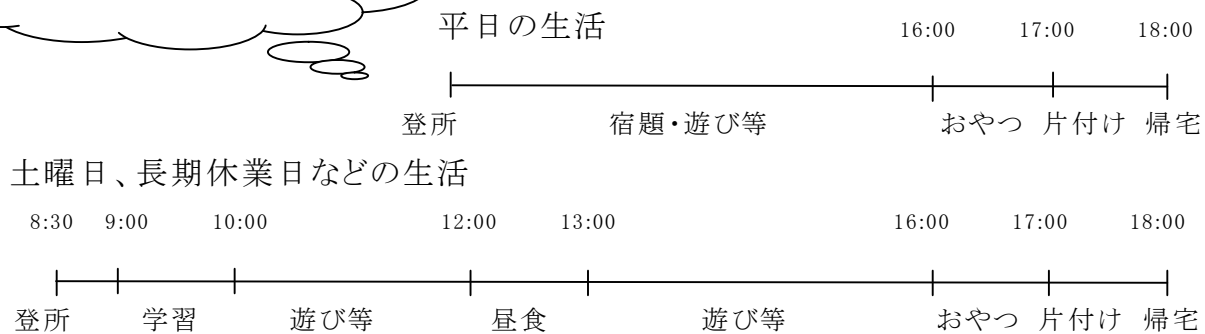 平日の生活
16:00 17:00 18:00
登所 宿題・遊び等 おやつ 片付け 帰宅
土曜日、長期休業日などの生活
8:30 9:00 10:00 12:00 13:00 16:00 17:00 18:00
登所 学習 遊び等 昼食 遊び等 おやつ 片付け 帰宅